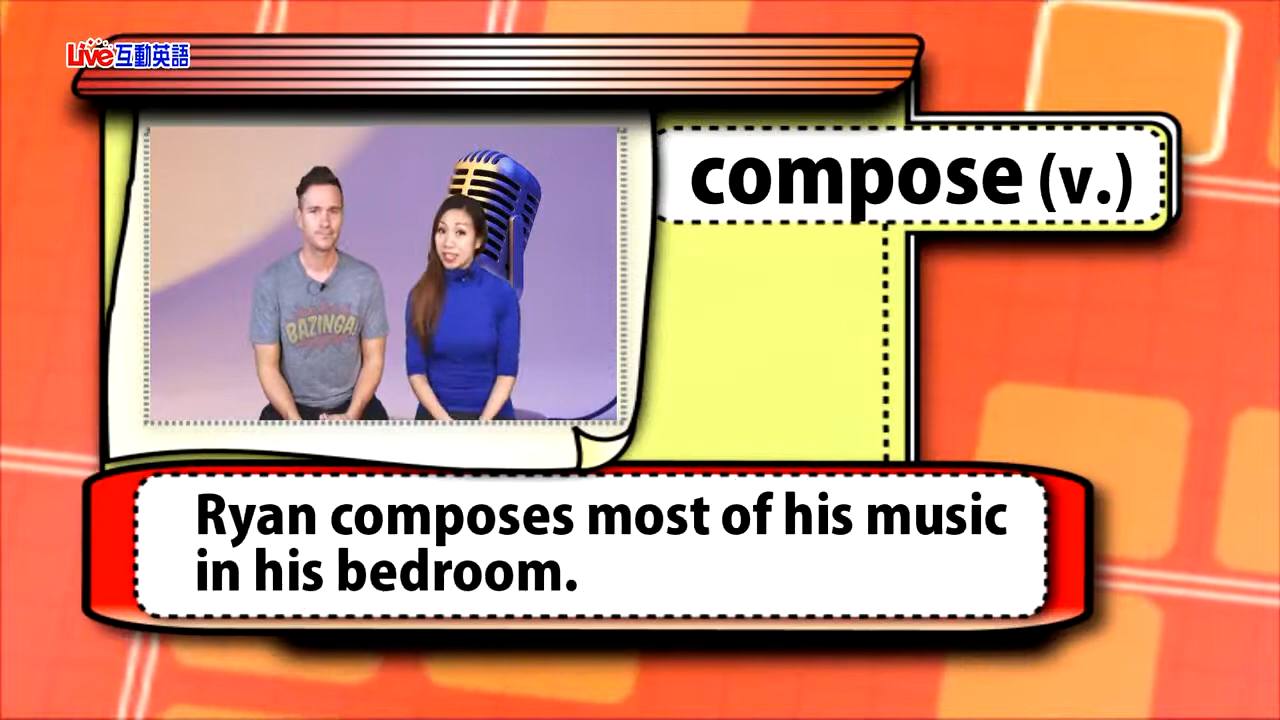 Live互動英語
compose (v.)
BAZINGA!
Ryan composes most of his music
in his bedroom.